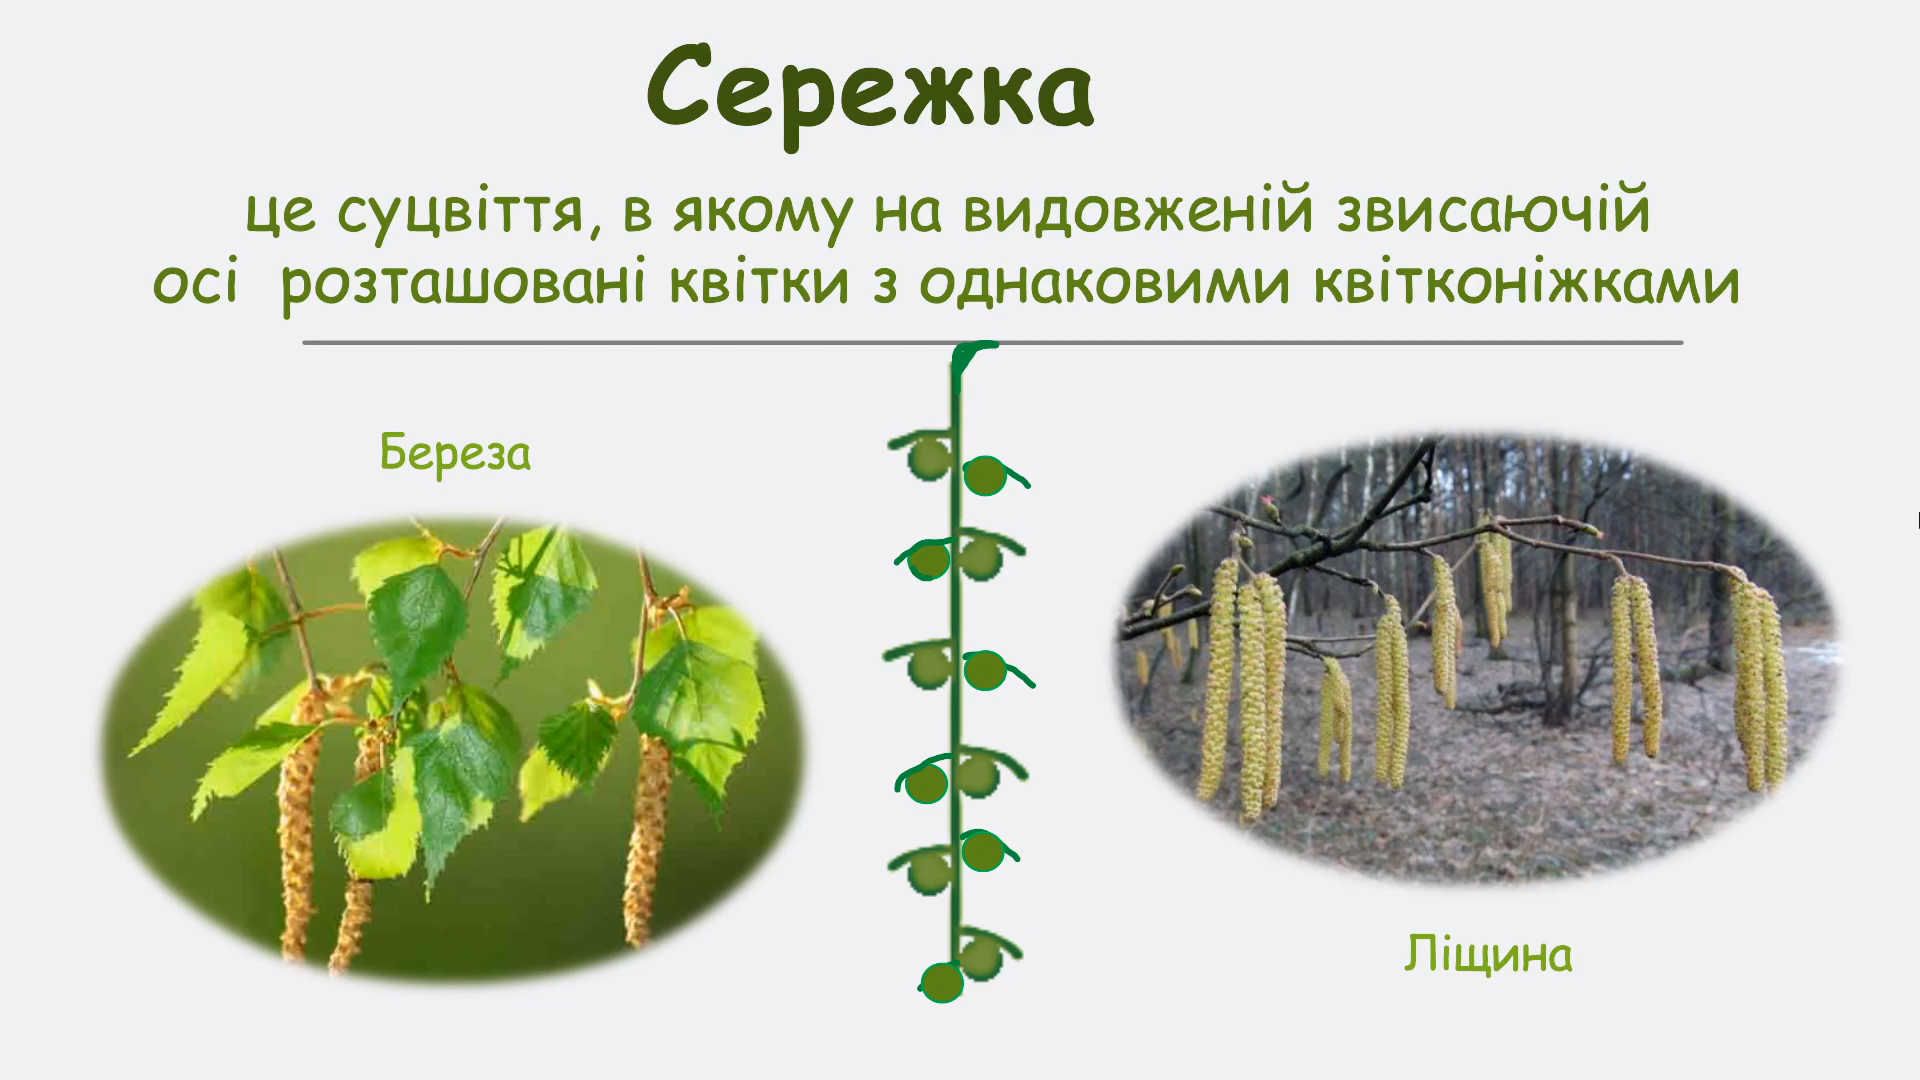 Сережка
це суцвіття, в якому на видовженій звисаючій
осі розташовані квітки з однаковими квітконіжками
Береза
Ліщина